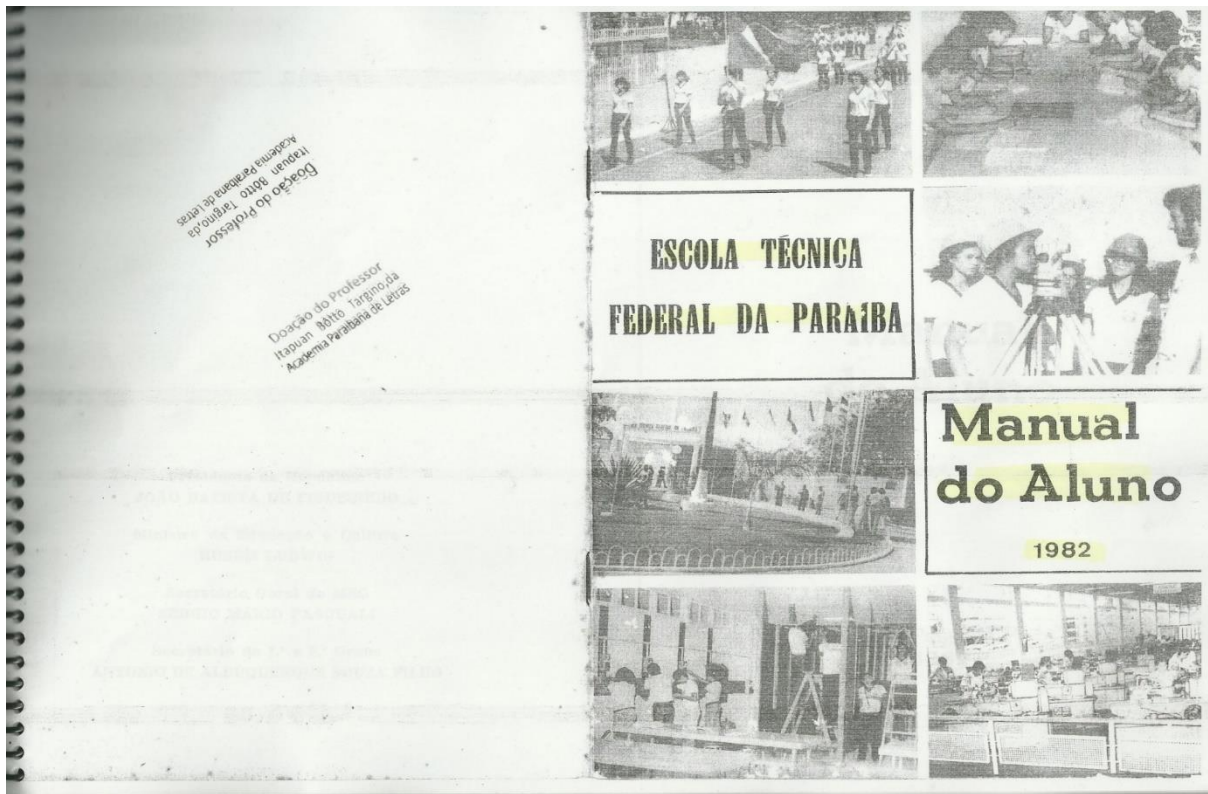 Doação do Professor
Itapuan Bôtto Targino,da
Academia Paraibana de Letras
Doação do Professor
Itapuan Bôtto Targino,da
Academia Paraibana de Letras
ESCOLA TÉCNICA
FEDERAL DA PARAÍBA
Manual
do Aluno
1982